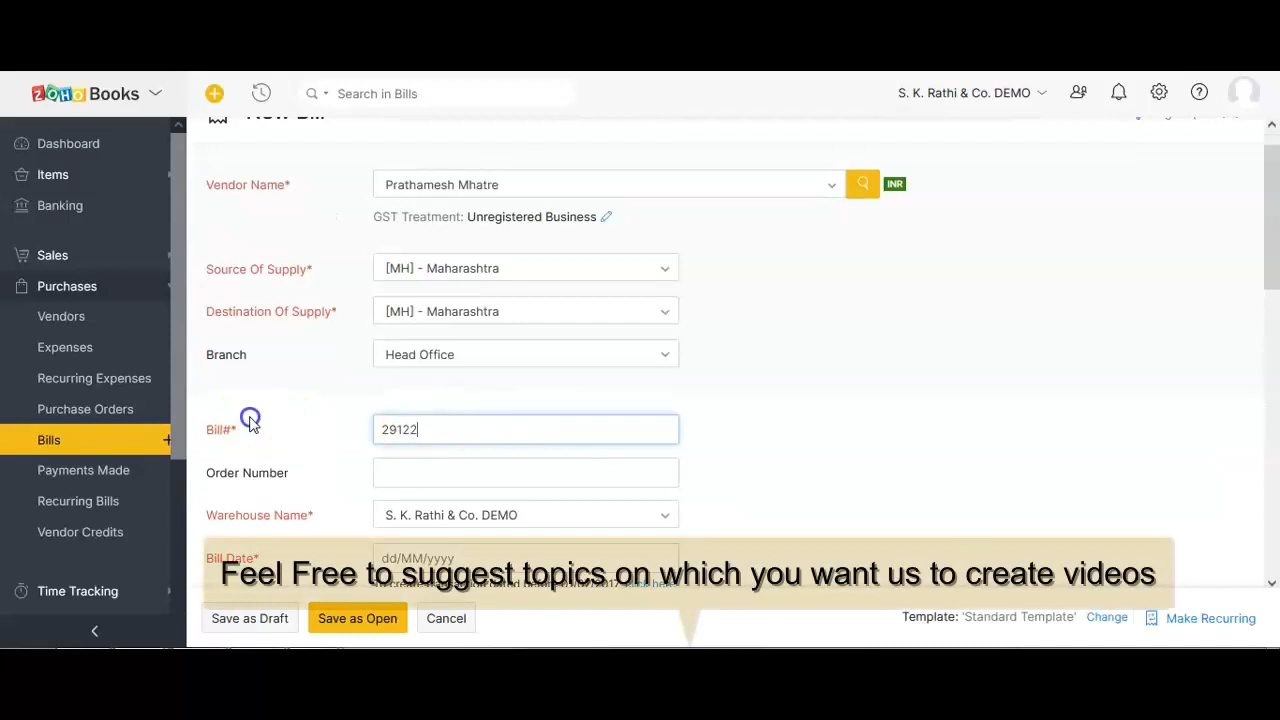 ZOHO Books
Search in Bills
S. K. Rathi & Co. DEMO
Dashboard
Items
Banking
Sales
Purchases
Vendors
Expenses
Recurring Expenses
Purchase Orders
Bills
Payments Made
Recurring Bills
Vendor Credits
Time Tracking
New Bill
Vendor Name*
Prathamesh Mhatre
INR
GST Treatment: Unregistered Business
Source Of Supply*
[MH] - Maharashtra
Destination Of Supply*
[MH] - Maharashtra
Branch
Head Office
Bill#*
29122
Order Number
Warehouse Name*
S. K. Rathi & Co. DEMO
Bill Date*
dd/MM/yyyy
Feel Free to suggest topics on which you want us to create videos
Save as Draft
Save as Open
Cancel
Template: 'Standard Template'
Change
Make Recurring